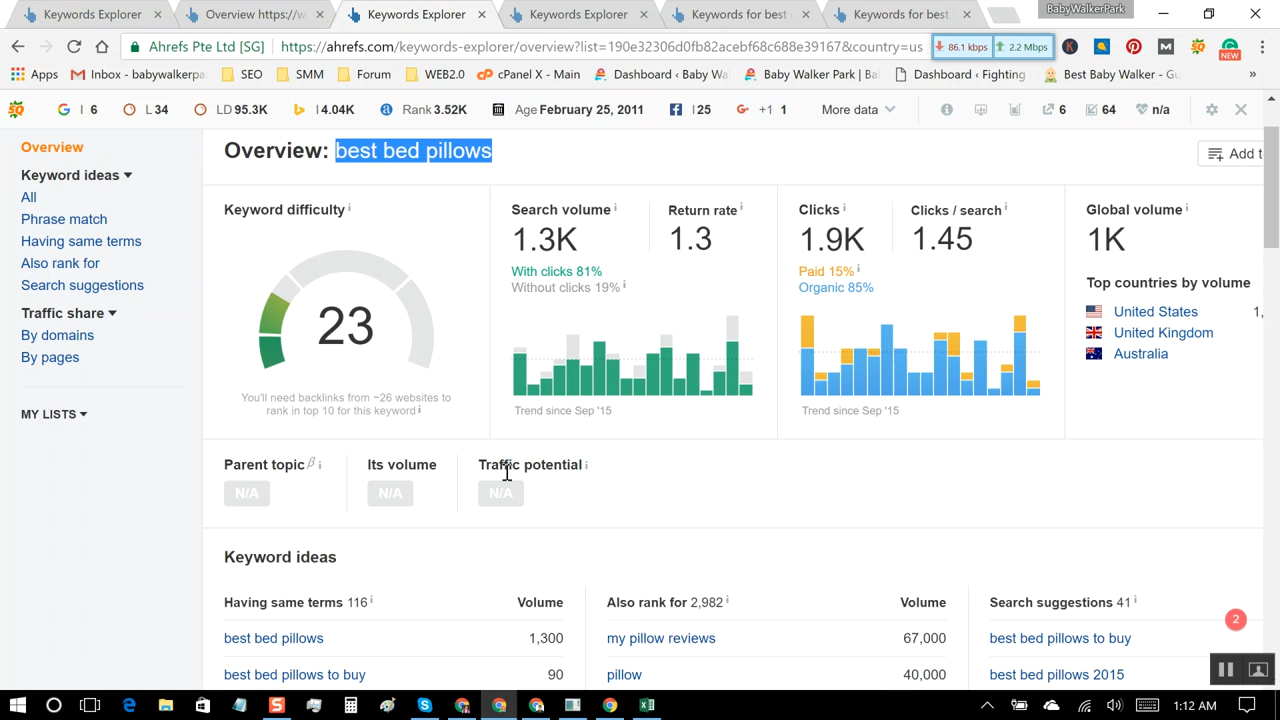 Keywords Explorer
Overview https://w
Keywords Explorer
Keywords Explorer
Keywords for best
Keywords for best
BabyWalkerPark
Ahrefs Pte Ltd [SG]
https://ahrefs.com/keywords-explorer/overview?list=190e32306d0fb82acebf68c688e39167&country=us
86.1 kbps
2.2 Mbps
NEW
Apps
Inbox - babywalkerpa
SEO
SMM
Forum
WEB2.0
cPanel X - Main
Dashboard ‹ Baby Wa
Baby Walker Park | Ba
Dashboard ‹ Fighting
Best Baby Walker - Gu
»
I 6
L 34
LD 95.3K
I 4.04K
Rank 3.52K
Age February 25, 2011
I 25
+1 1
More data
6
64
n/a
Overview
Keyword ideas
All
Phrase match
Having same terms
Also rank for
Search suggestions
Traffic share
By domains
By pages
MY LISTS
Overview: best bed pillows
Add t
Keyword difficulty
23
You'll need backlinks from ~26 websites to
rank in top 10 for this keyword
Search volume
1.3K
Return rate
1.3
With clicks 81%
Without clicks 19%
Trend since Sep '15
Clicks
1.9K
Clicks / search
1.45
Paid 15%
Organic 85%
Trend since Sep '15
Global volume
1K
Top countries by volume
United States 1,
United Kingdom
Australia
Parent topic β
N/A
Its volume
N/A
Traffic potential
N/A
Keyword ideas
Having same terms 116 Volume
best bed pillows 1,300
best bed pillows to buy 90
Also rank for 2,982 Volume
my pillow reviews 67,000
pillow 40,000
Search suggestions 41
best bed pillows to buy
best bed pillows 2015
2
1:12 AM